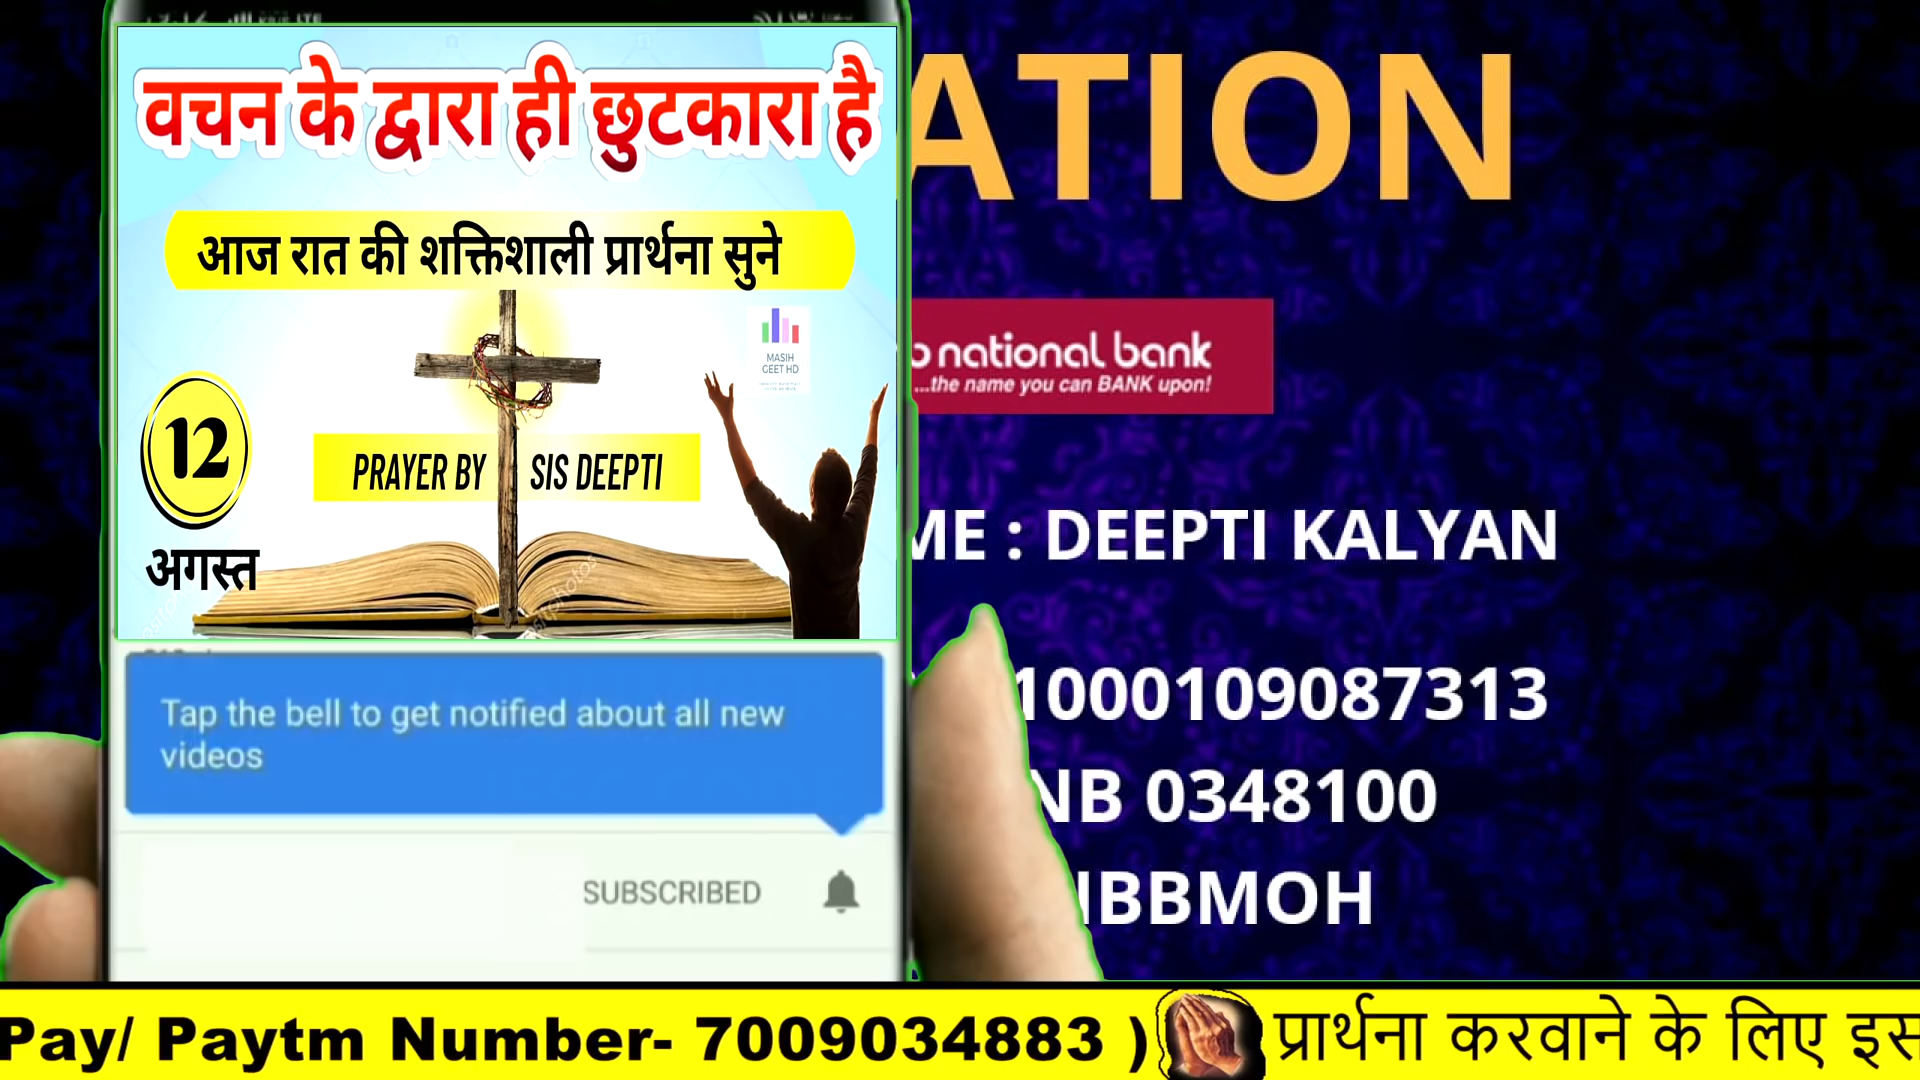 वचन के द्वारा ही छुटकारा है
आज रात की शक्तिशाली प्रार्थना सुने
MASIH
GEET HD
12
अगस्त
PRAYER BY SIS DEEPTI
Tap the bell to get notified about all new
videos
SUBSCRIBED
ATION
national bank
...the name you can BANK upon!
ME : DEEPTI KALYAN
1000109087313
NB 0348100
IBBMOH
Pay/ Paytm Number- 7009034883 ) प्रार्थना करवाने के लिए इस